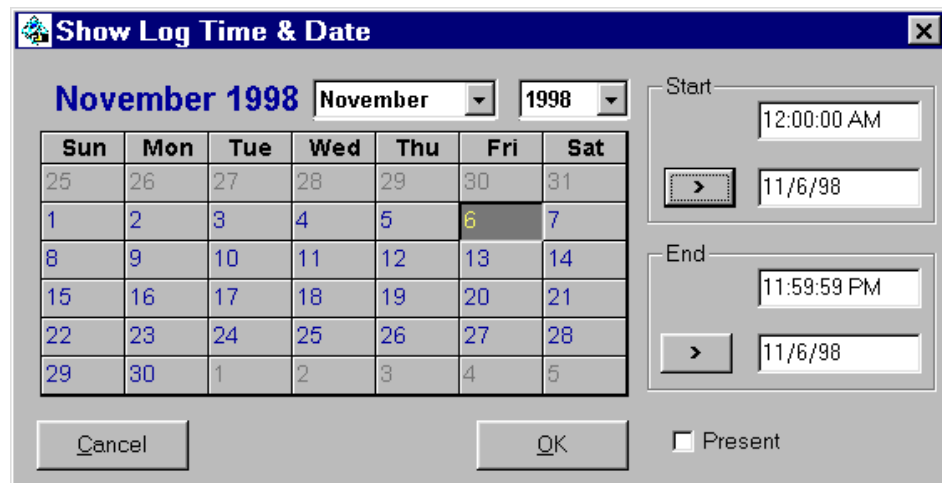 Show Log Time & Date
November 1998 November 1998
Sun Mon Tue Wed Thu Fri Sat
25 26 27 28 29 30 31
1 2 3 4 5 6 7
8 9 10 11 12 13 14
15 16 17 18 19 20 21
22 23 24 25 26 27 28
29 30 1 2 3 4 5
Start
12:00:00 AM
> 11/6/98
End
11:59:59 PM
> 11/6/98
Cancel OK Present